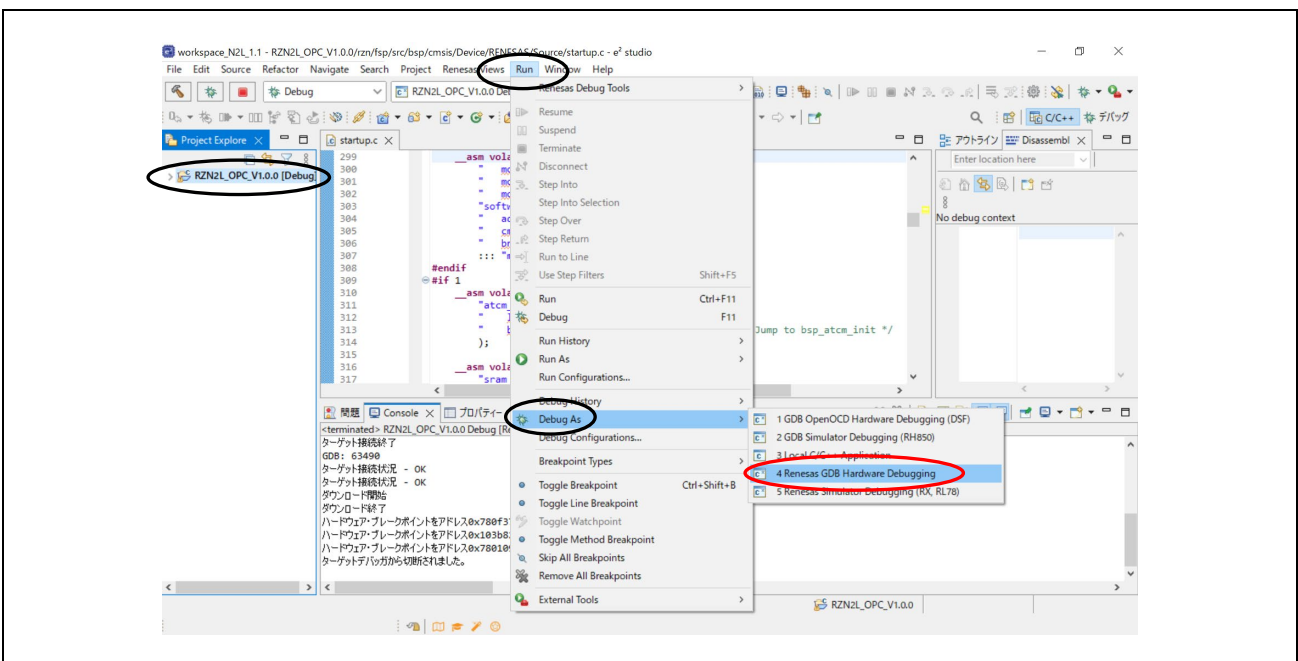 workspace_N2L_1.1 - RZN2L_OPC_V1.0.0/rzn/fsp/src/bsp/cmsis/Device/RENESAS/Source/startup.c - e² studio
File Edit Source Refactor Navigate Search Project Renesas Views Run Window Help
Debug
RZN2L_OPC_V1.0.0 De
C/C++
デバッグ
Project Explore
RZN2L_OPC_V1.0.0 [Debug]
startup.c
299 __asm vola
300
301
302
303 "softw
304
305
306
307 :::
308 #endif
309 #if 1
310 __asm vola
311 "atcm_
312
313 Jump to bsp_atcm_init */
314 );
315
316 __asm vola
317 "sram
Renesas Debug Tools
Resume
Suspend
Terminate
Disconnect
Step Into
Step Into Selection
Step Over
Step Return
Run to Line
Use Step Filters Shift+F5
Run Ctrl+F11
Debug F11
Run History
Run As
Run Configurations...
Debug History
Debug As
Debug Configurations...
Breakpoint Types
Toggle Breakpoint Ctrl+Shift+B
Toggle Line Breakpoint
Toggle Watchpoint
Toggle Method Breakpoint
Skip All Breakpoints
Remove All Breakpoints
External Tools
1 GDB OpenOCD Hardware Debugging (DSF)
2 GDB Simulator Debugging (RH850)
3 Local C/C++ Application
4 Renesas GDB Hardware Debugging
5 Renesas Simulator Debugging (RX, RL78)
アウトライン
Disassembl
Enter location here
No debug context
問題 Console プロパティー
<terminated> RZN2L_OPC_V1.0.0 Debug [Re
ターゲット接続終了
GDB: 63490
ターゲット接続状況 - OK
ターゲット接続状況 - OK
ダウンロード開始
ダウンロード終了
ハードウェア・ブレークポイントをアドレス0x780f3
ハードウェア・ブレークポイントをアドレス0x103b8
ハードウェア・ブレークポイントをアドレス0x78010
ターゲットデバッガから切断されました。
RZN2L_OPC_V1.0.0